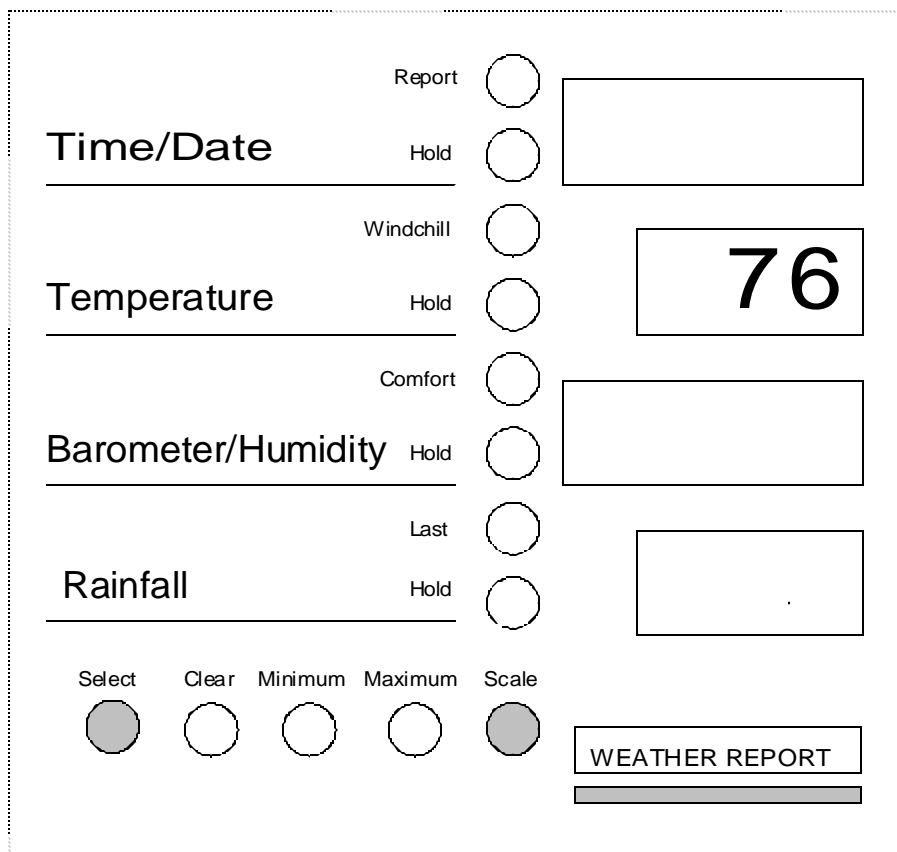 Report
Time/Date Hold
Windchill
76
Temperature Hold
Comfort
Barometer/Humidity Hold
Last
Rainfall Hold
Select Clear Minimum Maximum Scale
WEATHER REPORT